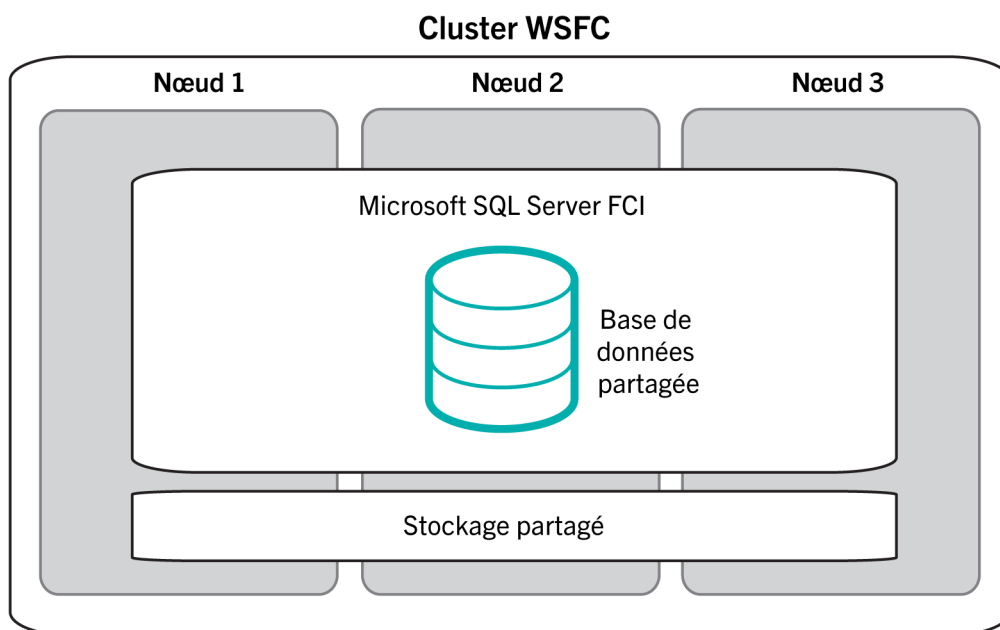 Cluster WSFC
Nœud 1
Nœud 2
Nœud 3
Microsoft SQL Server FCI
Base de
données
partagée
Stockage partagé